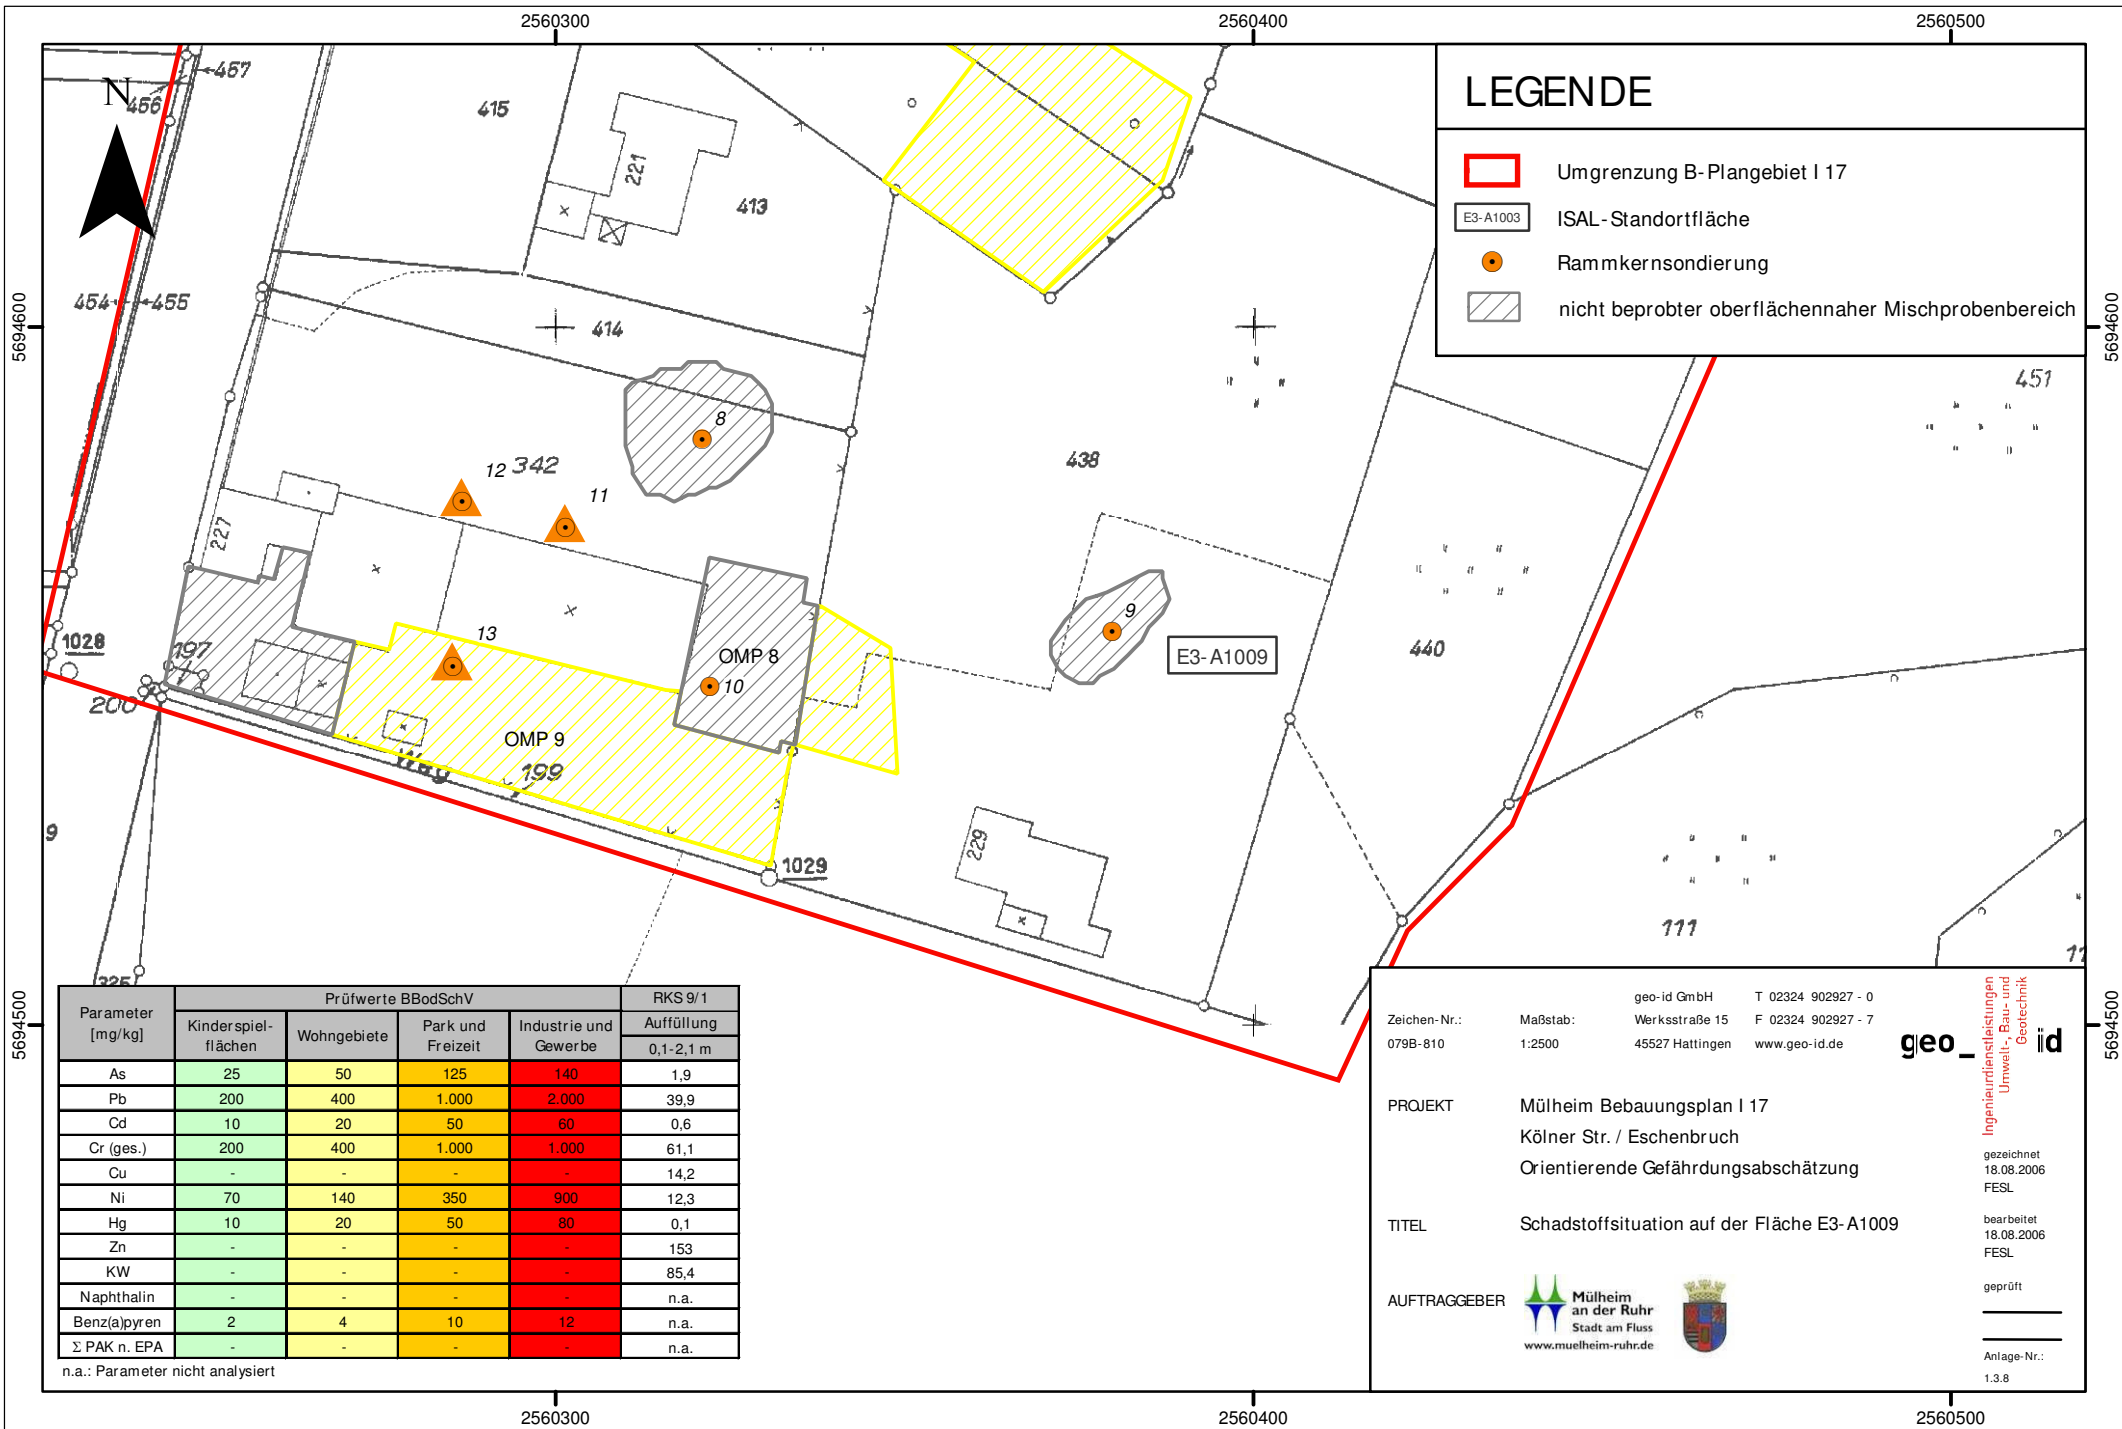 2560300
2560400
2560500
5694600
5694500
5694600
5694500
N
457
456
415
221
413
454
455
414
LEGENDE
Umgrenzung B-Plangebiet I 17
E3-A1003
ISAL-Standortfläche
Rammkernsondierung
nicht beprobter oberflächennaher Mischprobenbereich
451
8
438
12
342
11
227
9
E3-A1009
440
1028
197
13
OMP 8
10
200
OMP 9
Weg
199
9
1029
229
111
11
325
Parameter
[mg/kg]
Prüfwerte BBodSchV
RKS 9/1
Kinderspiel-
flächen
Wohngebiete
Park und
Freizeit
Industrie und
Gewerbe
Auffüllung
0,1-2,1 m
As 25 50 125 140 1,9
Pb 200 400 1.000 2.000 39,9
Cd 10 20 50 60 0,6
Cr (ges.) 200 400 1.000 1.000 61,1
Cu - - - - 14,2
Ni 70 140 350 900 12,3
Hg 10 20 50 80 0,1
Zn - - - - 153
KW - - - - 85,4
Naphthalin - - - - n.a.
Benz(a)pyren 2 4 10 12 n.a.
Σ PAK n. EPA - - - - n.a.
n.a.: Parameter nicht analysiert
Zeichen-Nr.:
079B-810
Maßstab:
1:2500
geo-id GmbH
Werksstraße 15
45527 Hattingen
T 02324 902927 - 0
F 02324 902927 - 7
www.geo-id.de
geo_id
Ingenieurdienstleistungen
Umwelt-, Bau- und
Geotechnik
PROJEKT
Mülheim Bebauungsplan I 17
Kölner Str. / Eschenbruch
Orientierende Gefährdungsabschätzung
TITEL
Schadstoffsituation auf der Fläche E3-A1009
AUFTRAGGEBER
Mülheim
an der Ruhr
Stadt am Fluss
www.muelheim-ruhr.de
gezeichnet
18.08.2006
FESL
bearbeitet
18.08.2006
FESL
geprüft
Anlage-Nr.:
1.3.8
2560300
2560400
2560500